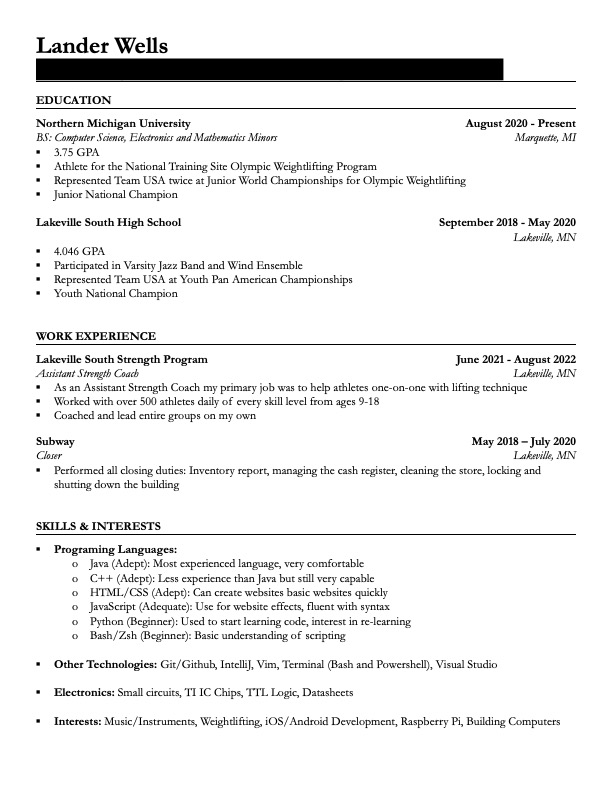 Lander Wells
EDUCATION
Northern Michigan University August 2020 - Present
BS: Computer Science, Electronics and Mathematics Minors Marquette, MI
▪ 3.75 GPA
▪ Athlete for the National Training Site Olympic Weightlifting Program
▪ Represented Team USA twice at Junior World Championships for Olympic Weightlifting
▪ Junior National Champion
Lakeville South High School September 2018 - May 2020
Lakeville, MN
▪ 4.046 GPA
▪ Participated in Varsity Jazz Band and Wind Ensemble
▪ Represented Team USA at Youth Pan American Championships
▪ Youth National Champion
WORK EXPERIENCE
Lakeville South Strength Program June 2021 - August 2022
Assistant Strength Coach Lakeville, MN
▪ As an Assistant Strength Coach my primary job was to help athletes one-on-one with lifting technique
▪ Worked with over 500 athletes daily of every skill level from ages 9-18
▪ Coached and lead entire groups on my own
Subway May 2018 – July 2020
Closer Lakeville, MN
▪ Performed all closing duties: Inventory report, managing the cash register, cleaning the store, locking and
shutting down the building
SKILLS & INTERESTS
▪ Programing Languages:
o Java (Adept): Most experienced language, very comfortable
o C++ (Adept): Less experience than Java but still very capable
o HTML/CSS (Adept): Can create websites basic websites quickly
o JavaScript (Adequate): Use for website effects, fluent with syntax
o Python (Beginner): Used to start learning code, interest in re-learning
o Bash/Zsh (Beginner): Basic understanding of scripting
▪ Other Technologies: Git/Github, IntelliJ, Vim, Terminal (Bash and Powershell), Visual Studio
▪ Electronics: Small circuits, TI IC Chips, TTL Logic, Datasheets
▪ Interests: Music/Instruments, Weightlifting, iOS/Android Development, Raspberry Pi, Building Computers